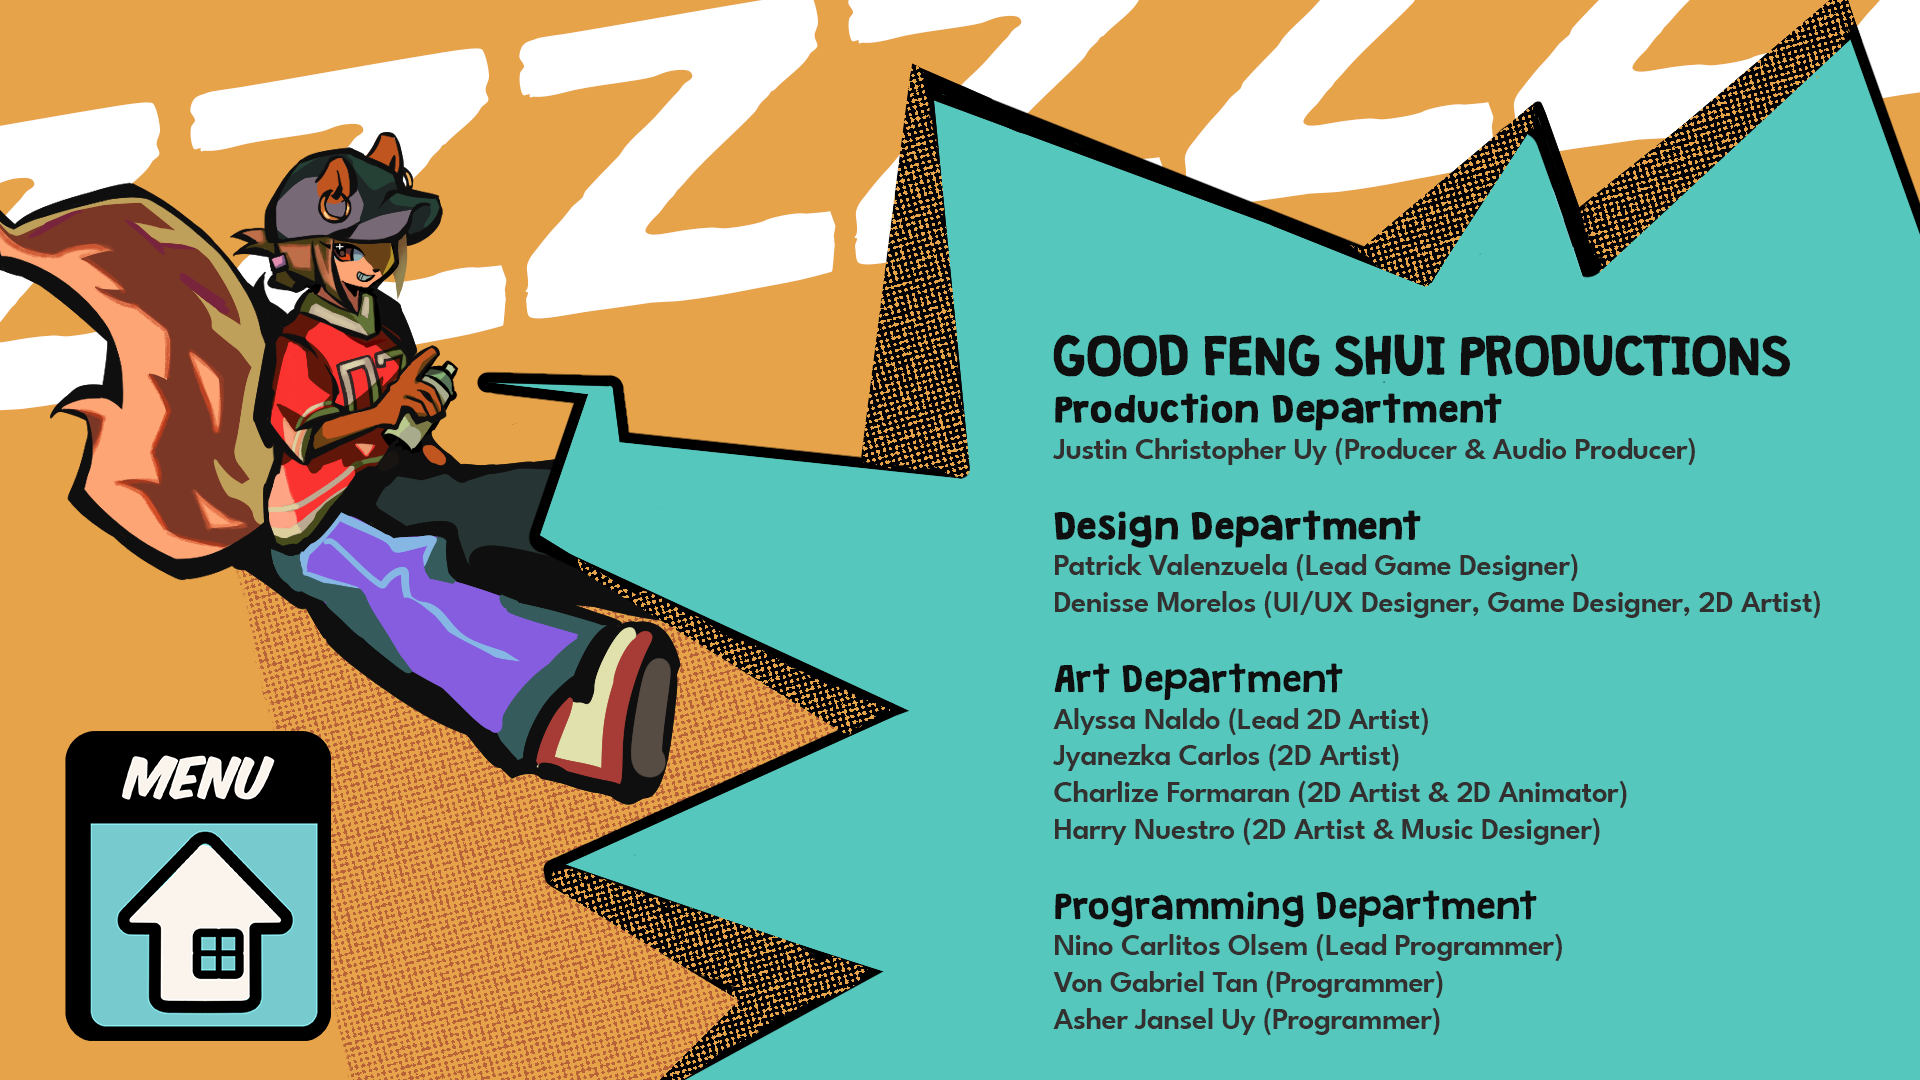 ZZZZZZ
GOOD FENG SHUI PRODUCTIONS
Production Department
Justin Christopher Uy (Producer & Audio Producer)
Design Department
Patrick Valenzuela (Lead Game Designer)
Denisse Morelos (UI/UX Designer, Game Designer, 2D Artist)
Art Department
Alyssa Naldo (Lead 2D Artist)
Jyanezka Carlos (2D Artist)
Charlize Formaran (2D Artist & 2D Animator)
Harry Nuestro (2D Artist & Music Designer)
Programming Department
Nino Carlitos Olsem (Lead Programmer)
Von Gabriel Tan (Programmer)
Asher Jansel Uy (Programmer)
MENU